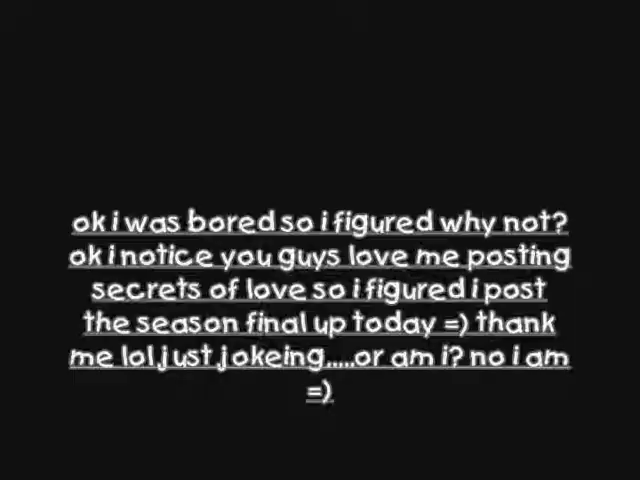 ok i was bored so i figured why not?
ok i notice you guys love me posting
secrets of love so i figured i post
the season final up today =) thank
me lol just jokeing.....or am i? no i am
=)